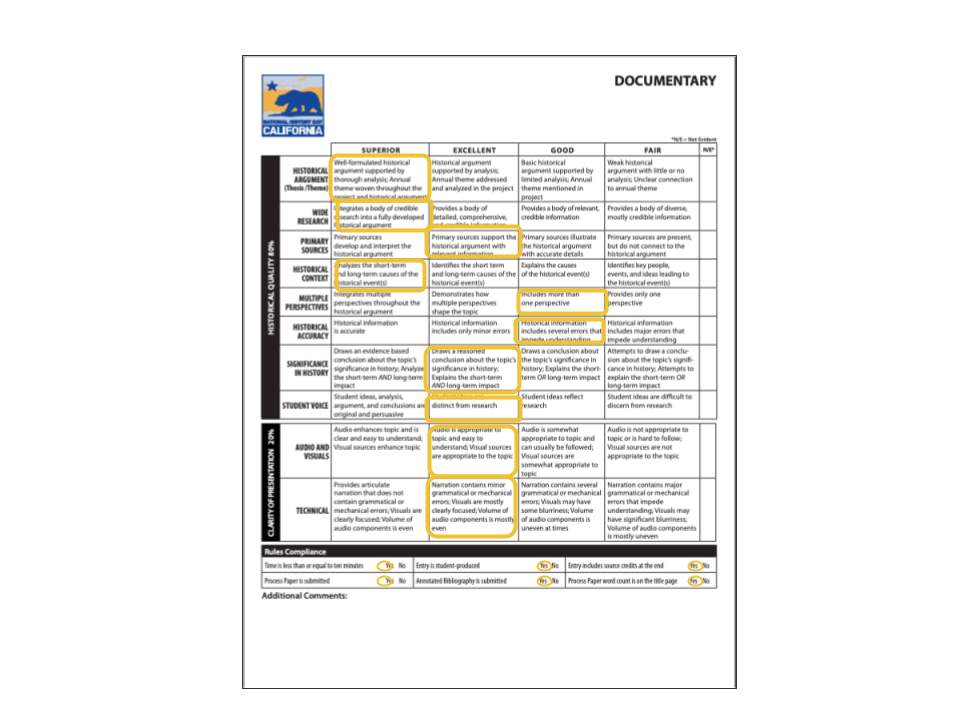 DOCUMENTARY
NATIONAL HISTORY DAY
CALIFORNIA
*N/E = Not Evident
SUPERIOR EXCELLENT GOOD FAIR N/E*
HISTORICAL QUALITY 80%
HISTORICAL
ARGUMENT
(Thesis/Theme)
Well-formulated historical
argument supported by
thorough analysis; Annual
theme woven throughout the
project and historical argument
Historical argument
supported by analysis;
Annual theme addressed
and analyzed in the project
Basic historical
argument supported by
limited analysis; Annual
theme mentioned in
project
Weak historical
argument with little or no
analysis; Unclear connection
to annual theme
WIDE
RESEARCH
Integrates a body of credible
research into a fully developed
historical argument
Provides a body of
detailed, comprehensive,
and credible information
Provides a body of relevant,
credible information
Provides a body of diverse,
mostly credible information
PRIMARY
SOURCES
Primary sources
develop and interpret the
historical argument
Primary sources support the
historical argument with
relevant information
Primary sources illustrate
the historical argument
with accurate details
Primary sources are present,
but do not connect to the
historical argument
HISTORICAL
CONTEXT
Analyzes the short-term
and long-term causes of the
historical event(s)
Identifies the short term
and long-term causes of the
historical event(s)
Explains the causes
of the historical event(s)
Identifies key people,
events, and ideas leading to
the historical event(s)
MULTIPLE
PERSPECTIVES
Integrates multiple
perspectives throughout the
historical argument
Demonstrates how
multiple perspectives
shape the topic
Includes more than
one perspective
Provides only one
perspective
HISTORICAL
ACCURACY
Historical information
is accurate
Historical information
includes only minor errors
Historical information
includes several errors that
impede understanding
Historical information
includes major errors that
impede understanding
SIGNIFICANCE
IN HISTORY
Draws an evidence based
conclusion about the topic's
significance in history; Analyze
the short-term AND long-term
impact
Draws a reasoned
conclusion about the topic's
significance in history;
Explains the short-term
AND long-term impact
Draws a conclusion about
the topic's significance in
history; Explains the short-
term OR long-term impact
Attempts to draw a conclu-
sion about the topic's signifi-
cance in history; Attempts to
explain the short-term OR
long-term impact
STUDENT VOICE
Student ideas, analysis,
argument, and conclusions are
original and persuasive
distinct from research
Student ideas reflect
research
Student ideas are difficult to
discern from research
CLARITY OF PRESENTATION 20%
AUDIO AND
VISUALS
Audio enhances topic and is
clear and easy to understand;
Visual sources enhance topic
Audio is appropriate to
topic and easy to
understand; Visual sources
are appropriate to the topic
Audio is somewhat
appropriate to topic and
can usually be followed;
Visual sources are
somewhat appropriate to
topic
Audio is not appropriate to
topic or is hard to follow;
Visual sources are not
appropriate to the topic
TECHNICAL
Provides articulate
narration that does not
contain grammatical or
mechanical errors; Visuals are
clearly focused; Volume of
audio components is even
Narration contains minor
grammatical or mechanical
errors; Visuals are mostly
clearly focused; Volume of
audio components is mostly
even
Narration contains several
grammatical or mechanical
errors; Visuals may have
some blurriness; Volume
of audio components is
uneven at times
Narration contains major
grammatical or mechanical
errors that impede
understanding; Visuals may
have significant blurriness;
Volume of audio components
is mostly uneven
Rules Compliance
Time is less than or equal to ten minutes Yes No Entry is student-produced Yes No Entry includes source credits at the end Yes No
Process Paper is submitted Yes No Annotated Bibliography is submitted Yes No Process Paper word count is on the title page Yes No
Additional Comments: